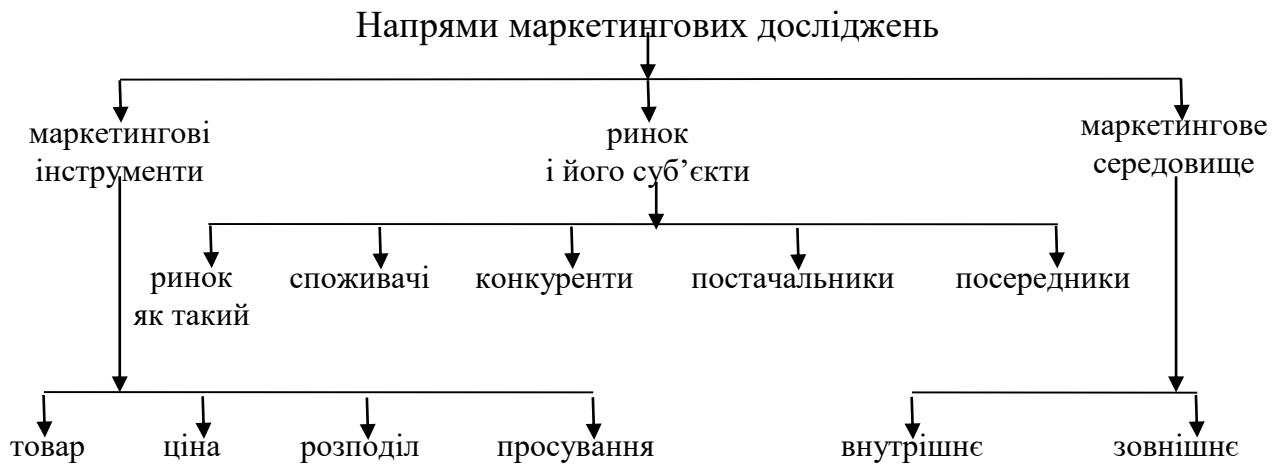 Напрями маркетингових досліджень
маркетингові
інструменти
ринок
і його суб’єкти
маркетингове
середовище
ринок
як такий
споживачі
конкуренти
постачальники
посередники
товар
ціна
розподіл
просування
внутрішнє
зовнішнє